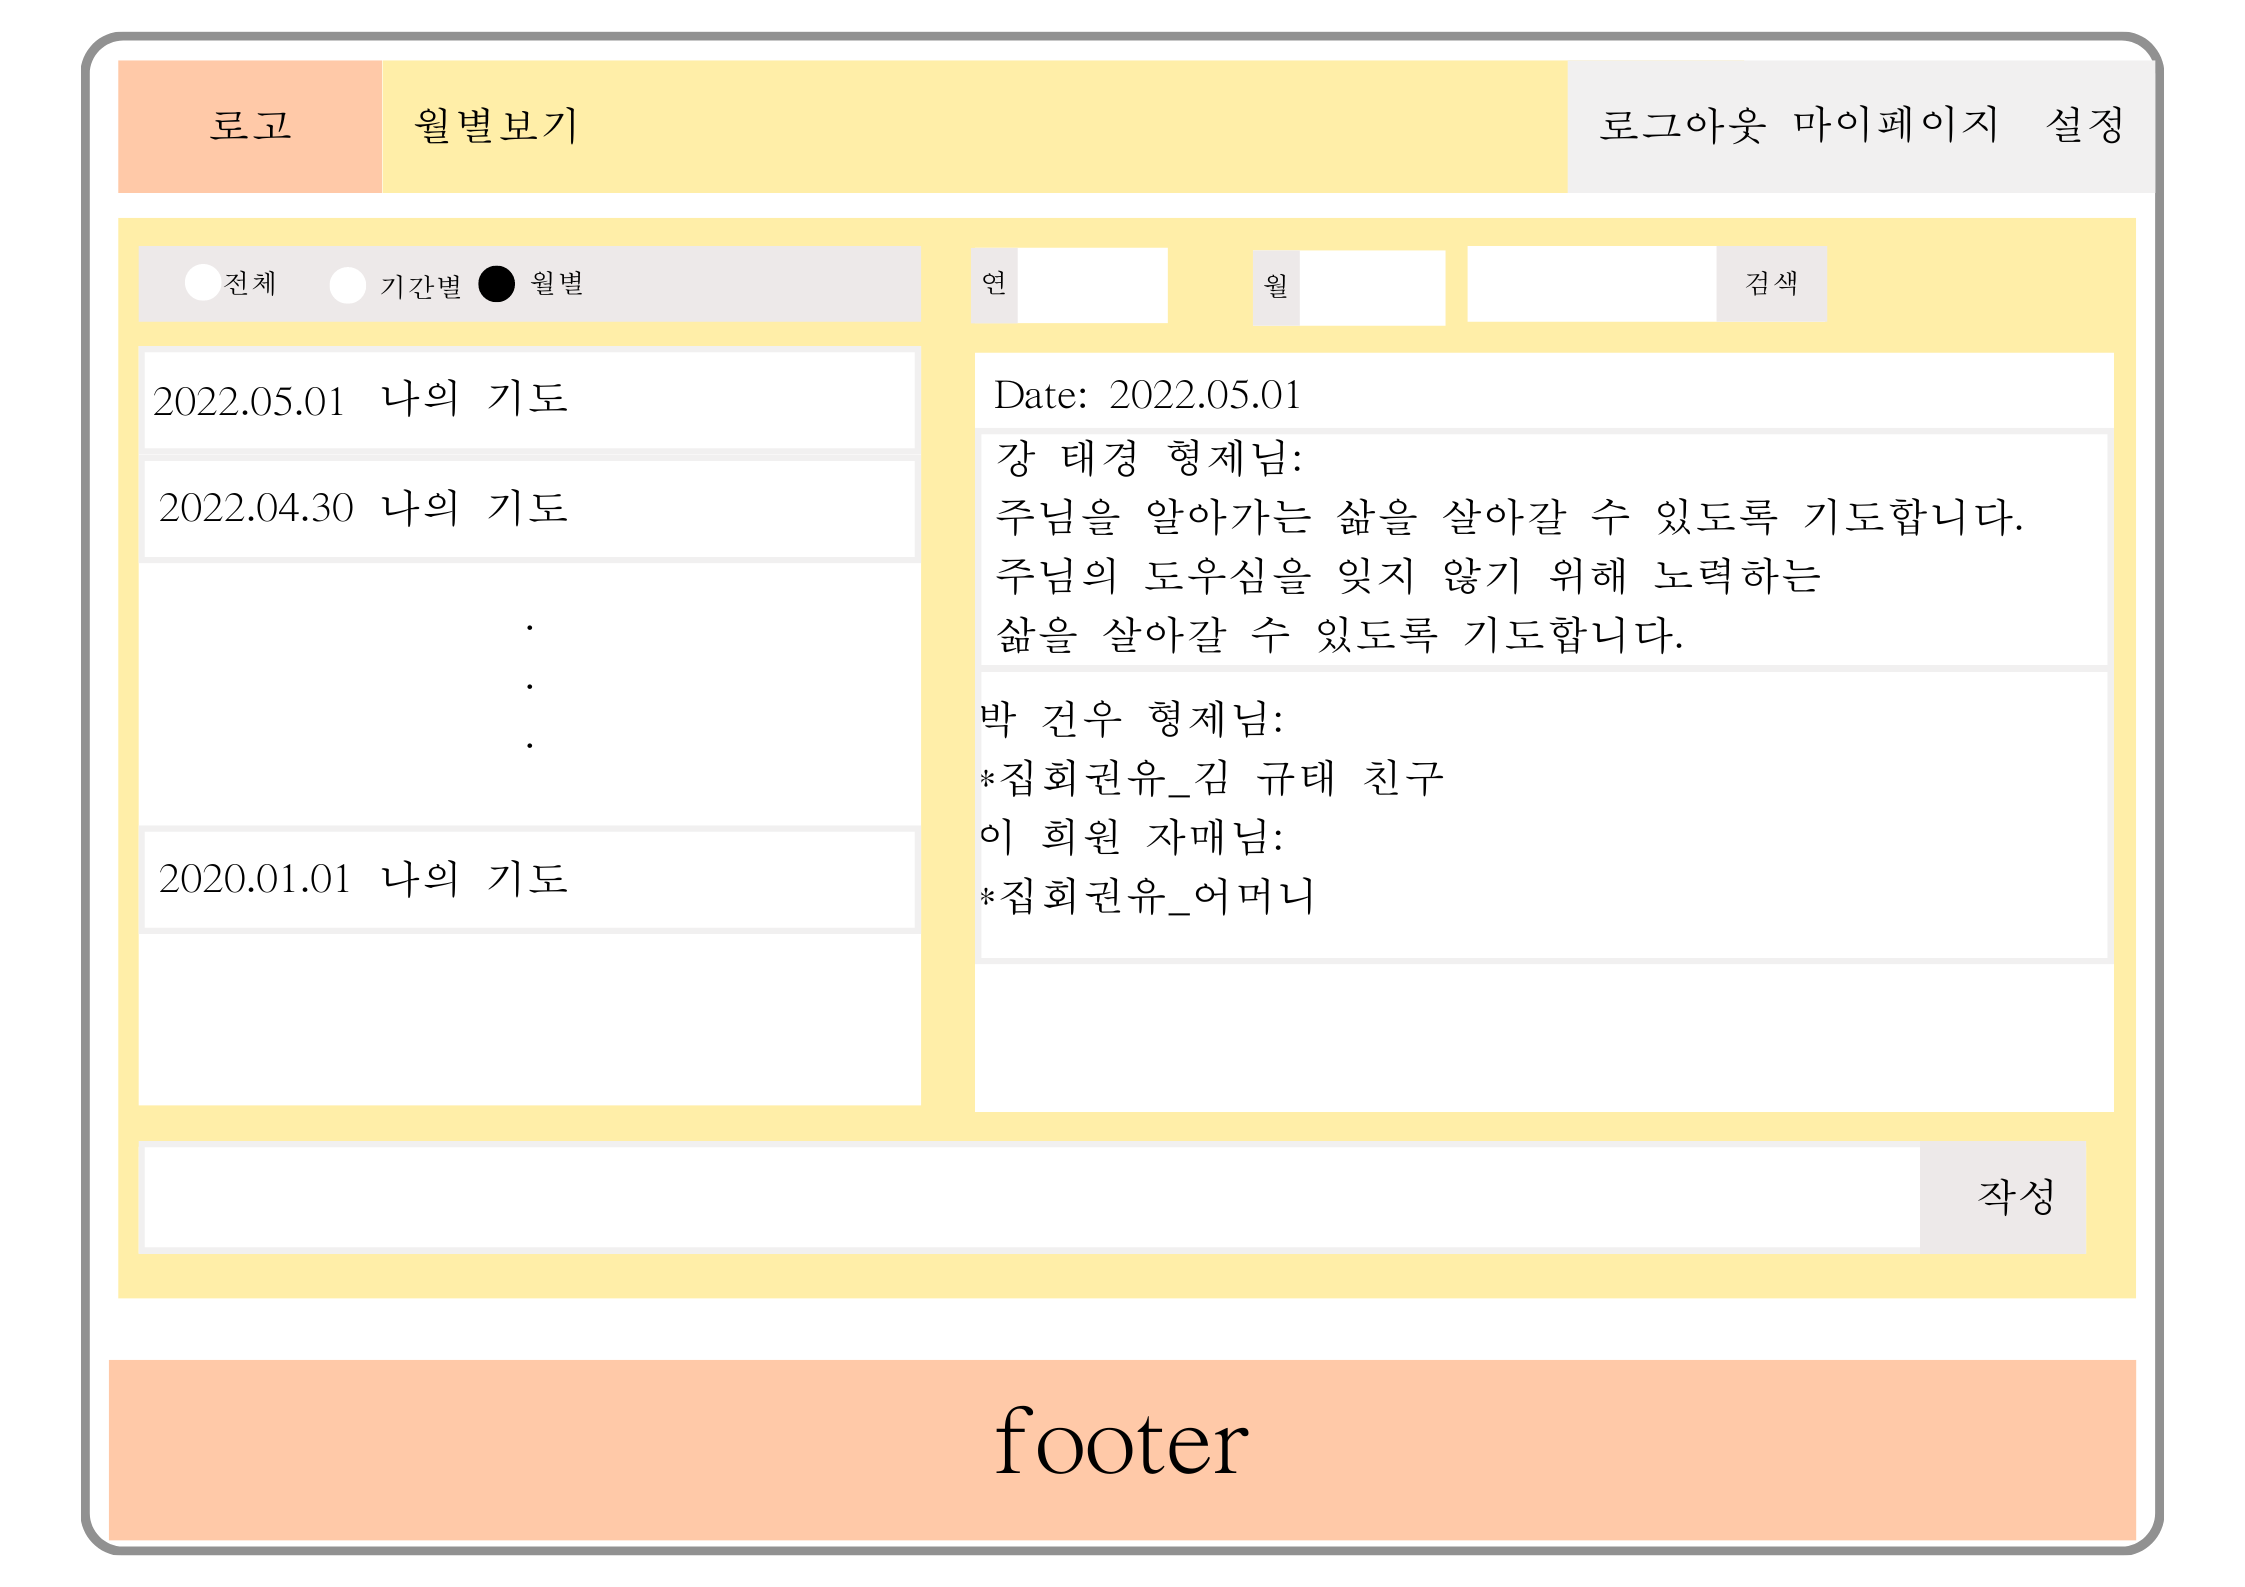 로고
월별보기
로그아웃 마이페이지 설정
전체 기간별 월별
연 월 검색
2022.05.01 나의 기도
2022.04.30 나의 기도
.
.
.
2020.01.01 나의 기도
Date: 2022.05.01
강 태경 형제님:
주님을 알아가는 삶을 살아갈 수 있도록 기도합니다.
주님의 도우심을 잊지 않기 위해 노력하는
삶을 살아갈 수 있도록 기도합니다.
박 건우 형제님:
*집회권유_김 규태 친구
이 희원 자매님:
*집회권유_어머니
작성
footer